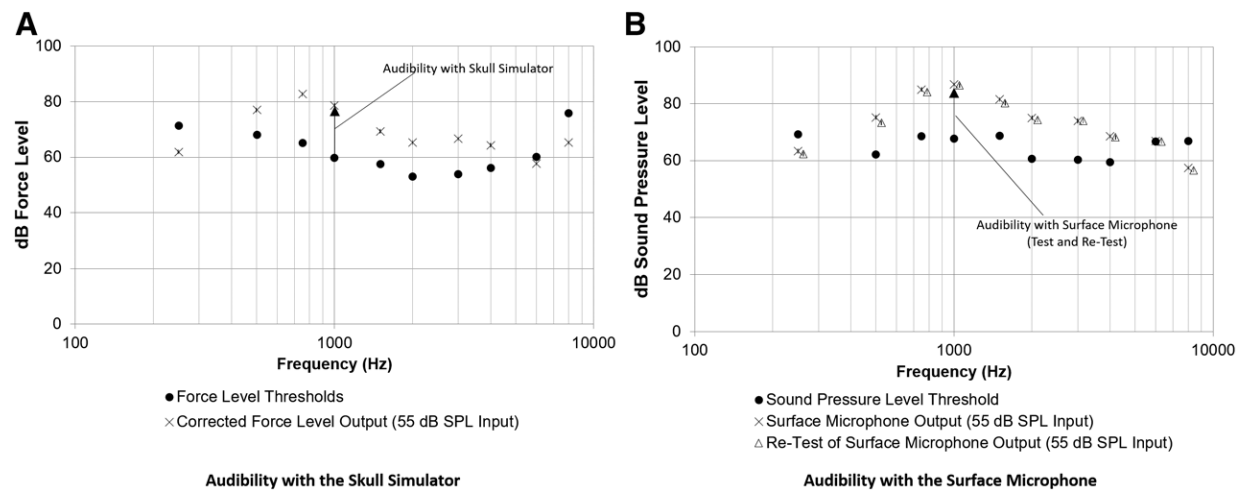 A
100
80
60
40
20
0
dB Force Level
Audibility with Skull Simulator
100
1000
10000
Frequency (Hz)
Force Level Thresholds
Corrected Force Level Output (55 dB SPL Input)
Audibility with the Skull Simulator
B
100
80
60
40
20
0
dB Sound Pressure Level
Audibility with Surface Microphone
(Test and Re-Test)
100
1000
10000
Frequency (Hz)
Sound Pressure Level Threshold
Surface Microphone Output (55 dB SPL Input)
Re-Test of Surface Microphone Output (55 dB SPL Input)
Audibility with the Surface Microphone